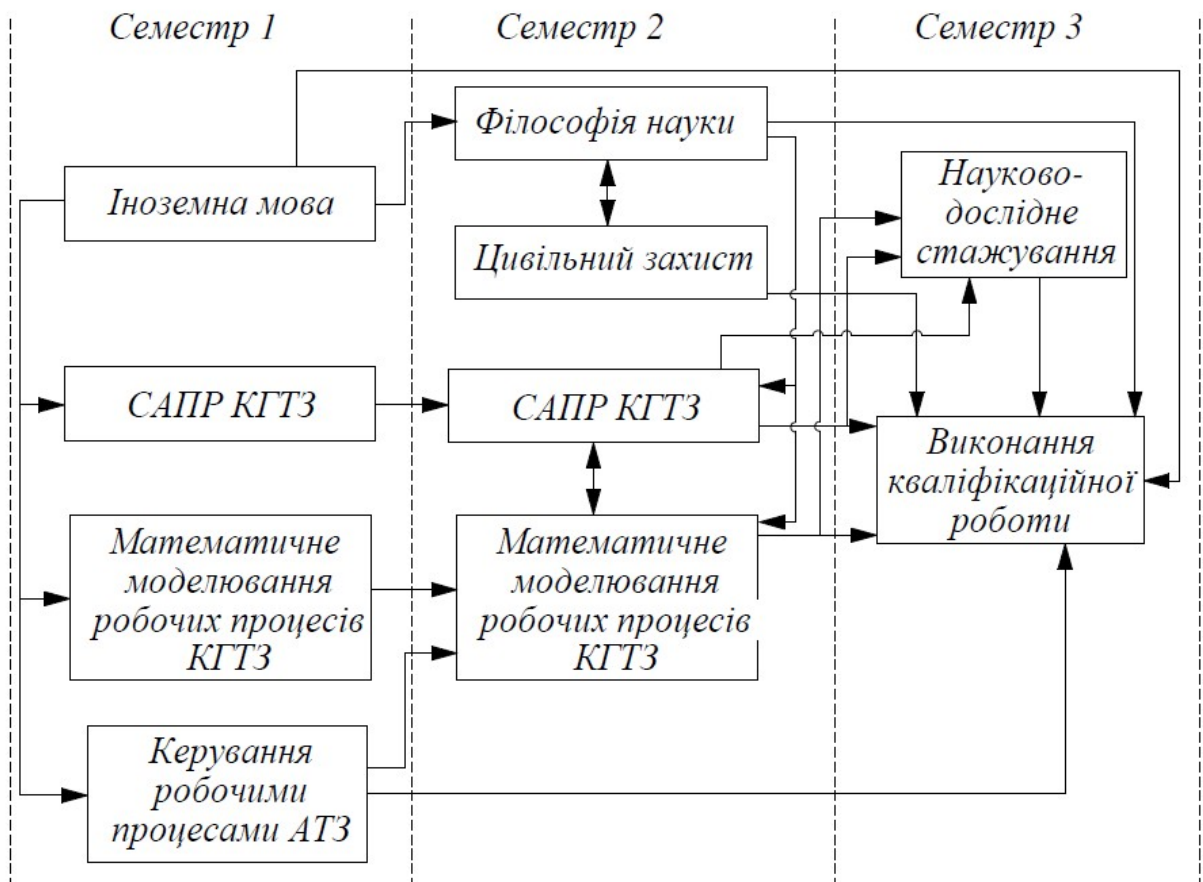 Семестр 1
Семестр 2
Семестр 3
Іноземна мова
САПР КГТЗ
Математичне
моделювання
робочих процесів
КГТЗ
Керування
робочими
процесами АТЗ
Філософія науки
Цивільний захист
САПР КГТЗ
Математичне
моделювання
робочих процесів
КГТЗ
Науково-
дослідне
стажування
Виконання
кваліфікаційної
роботи